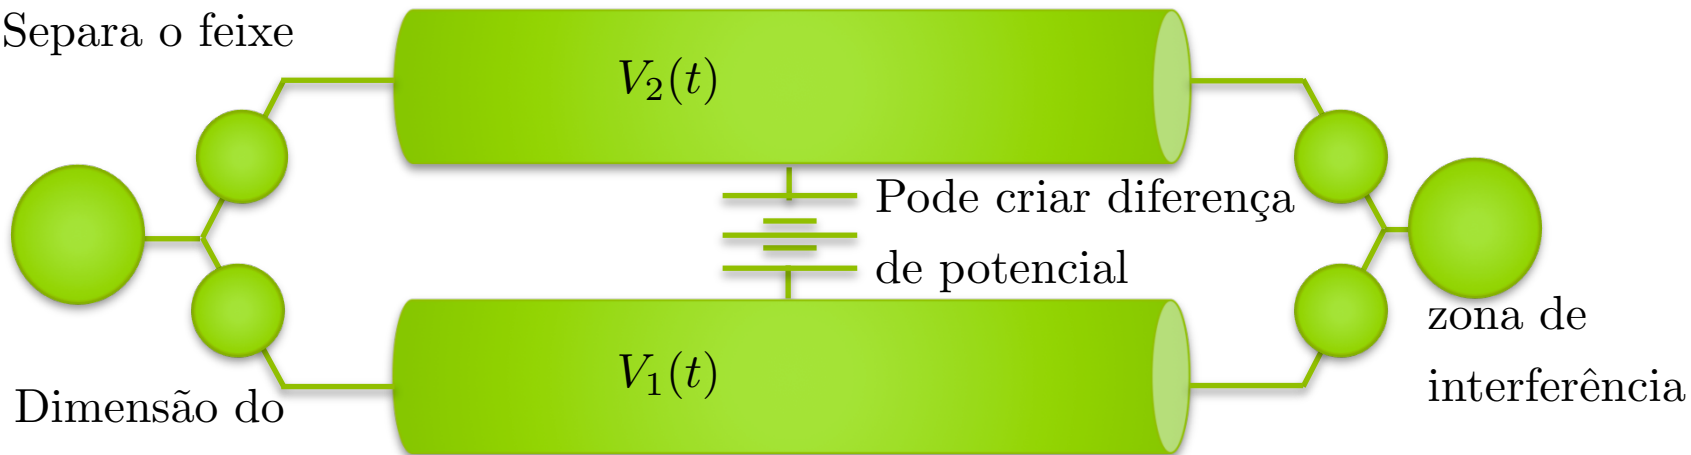 Separa o feixe
V₂(t)
Pode criar diferença
de potencial
zona de
interferência
V₁(t)
Dimensão do